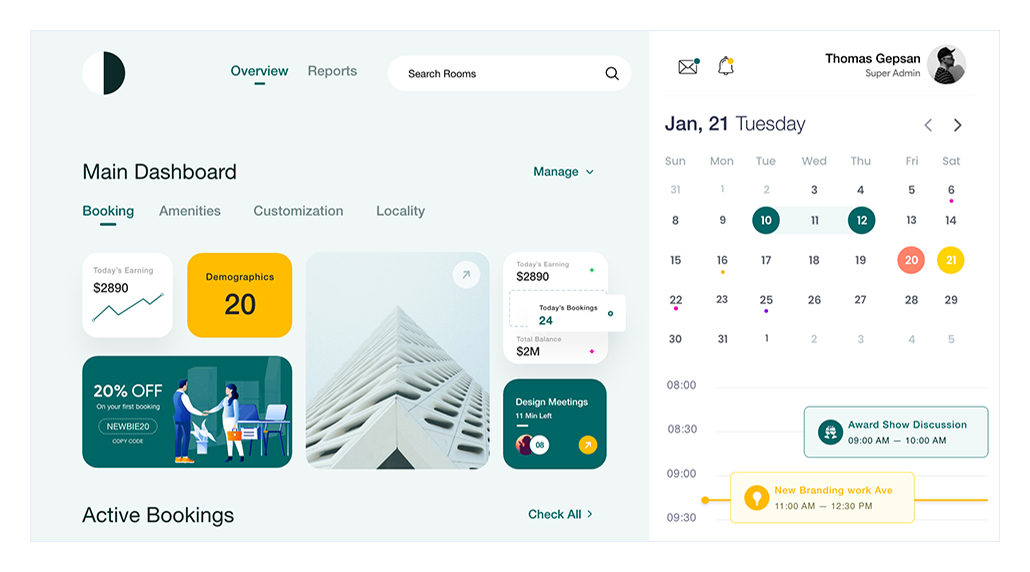 Overview Reports
Search Rooms
Thomas Gepsan
Super Admin
Main Dashboard
Manage
Booking Amenities Customization Locality
Today's Earning
$2890
Demographics
20
Today's Earning
$2890
Today's Bookings
24
Total Balance
$2M
20% OFF
On your first booking
NEWBIE20
COPY CODE
Design Meetings
11 Min Left
08
Active Bookings
Check All
Jan, 21 Tuesday
Sun Mon Tue Wed Thu Fri Sat
31 1 2 3 4 5 6
8 9 10 11 12 13 14
15 16 17 18 19 20 21
22 23 25 26 27 28 29
30 31 1 2 3 4 5
08:00
08:30
Award Show Discussion
09:00 AM — 10:00 AM
09:00
New Branding work Ave
11:00 AM — 12:30 PM
09:30